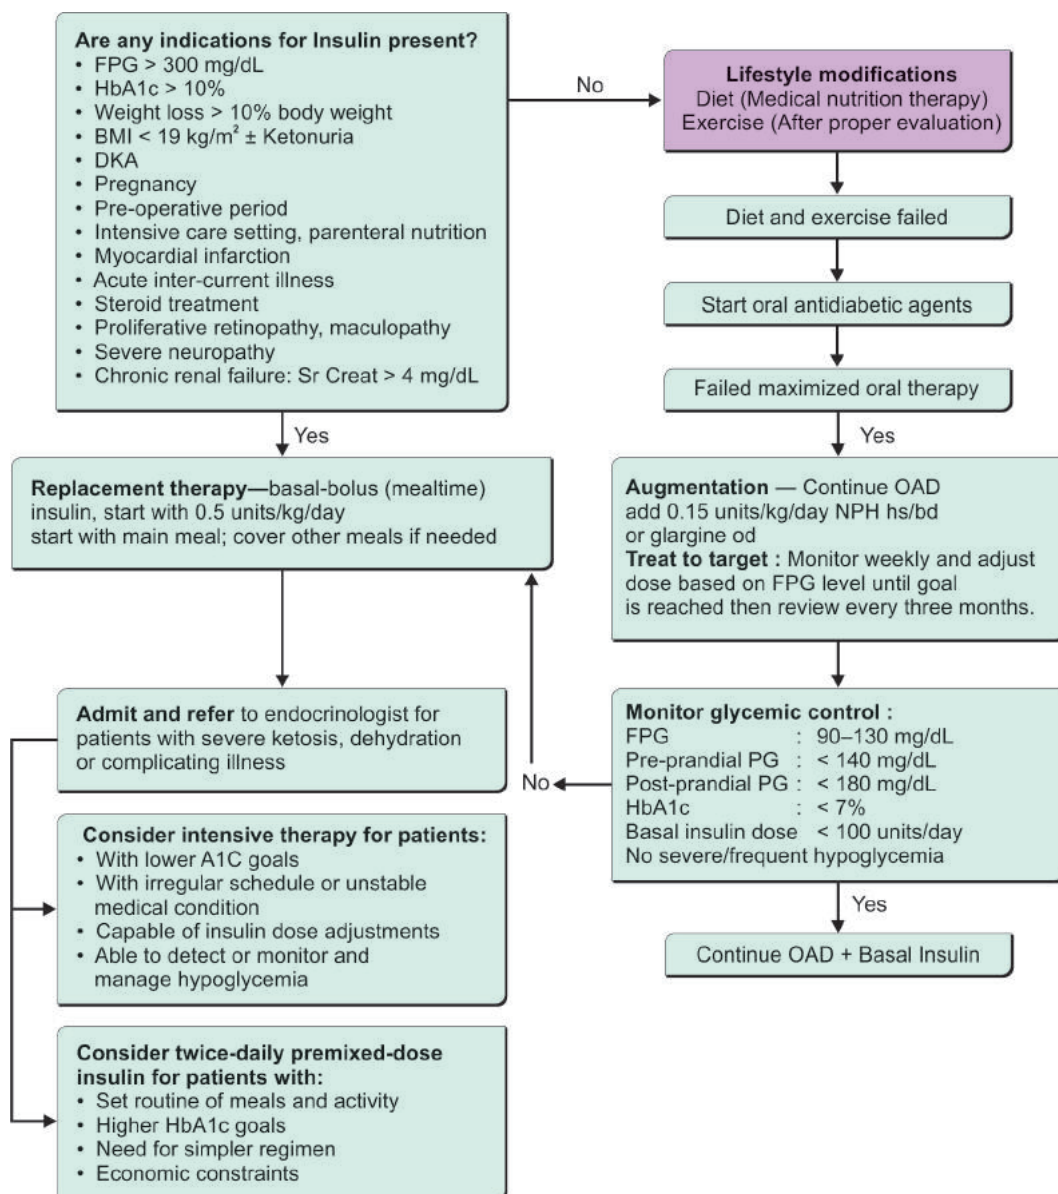 Are any indications for Insulin present?
• FPG > 300 mg/dL
• HbA1c > 10%
• Weight loss > 10% body weight
• BMI < 19 kg/m² ± Ketonuria
• DKA
• Pregnancy
• Pre-operative period
• Intensive care setting, parenteral nutrition
• Myocardial infarction
• Acute inter-current illness
• Steroid treatment
• Proliferative retinopathy, maculopathy
• Severe neuropathy
• Chronic renal failure: Sr Creat > 4 mg/dL
No
Lifestyle modifications
Diet (Medical nutrition therapy)
Exercise (After proper evaluation)
Diet and exercise failed
Start oral antidiabetic agents
Failed maximized oral therapy
Yes
Yes
Replacement therapy—basal-bolus (mealtime)
insulin, start with 0.5 units/kg/day
start with main meal; cover other meals if needed
Augmentation — Continue OAD
add 0.15 units/kg/day NPH hs/bd
or glargine od
Treat to target : Monitor weekly and adjust
dose based on FPG level until goal
is reached then review every three months.
Admit and refer to endocrinologist for
patients with severe ketosis, dehydration
or complicating illness
Monitor glycemic control :
FPG : 90–130 mg/dL
Pre-prandial PG : < 140 mg/dL
Post-prandial PG : < 180 mg/dL
HbA1c : < 7%
Basal insulin dose < 100 units/day
No severe/frequent hypoglycemia
No
Yes
Continue OAD + Basal Insulin
Consider intensive therapy for patients:
• With lower A1C goals
• With irregular schedule or unstable
medical condition
• Capable of insulin dose adjustments
• Able to detect or monitor and
manage hypoglycemia
Consider twice-daily premixed-dose
insulin for patients with:
• Set routine of meals and activity
• Higher HbA1c goals
• Need for simpler regimen
• Economic constraints